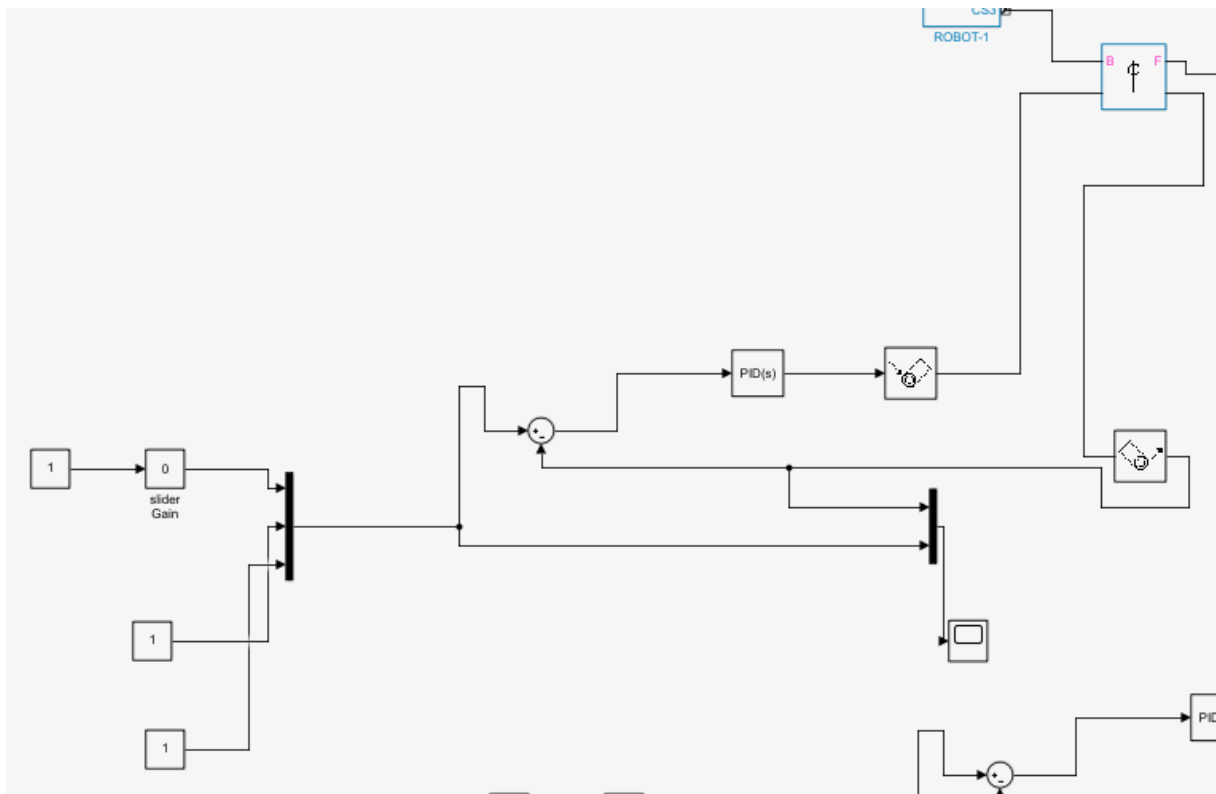 CS3
ROBOT-1
B
F
PID(s)
1
0
slider
Gain
1
1
PID